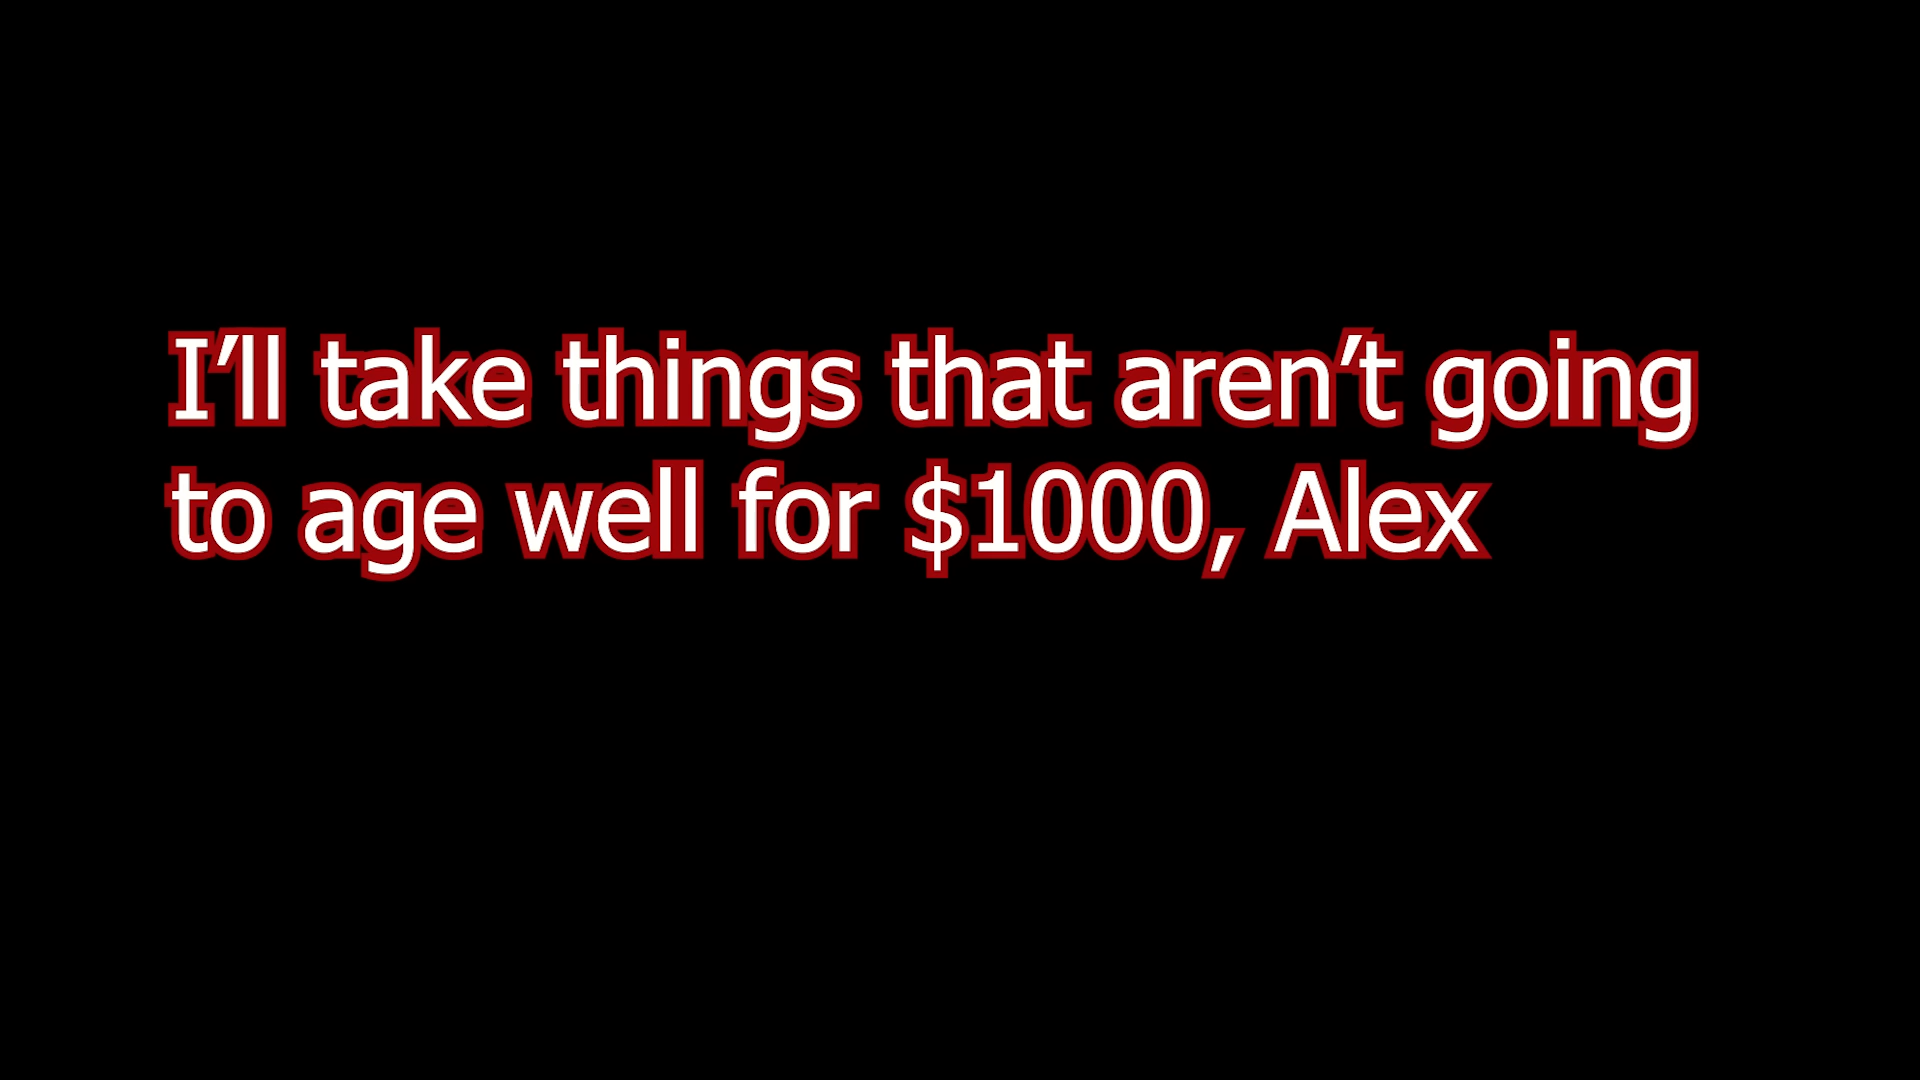 I’ll take things that aren’t going
to age well for $1000, Alex